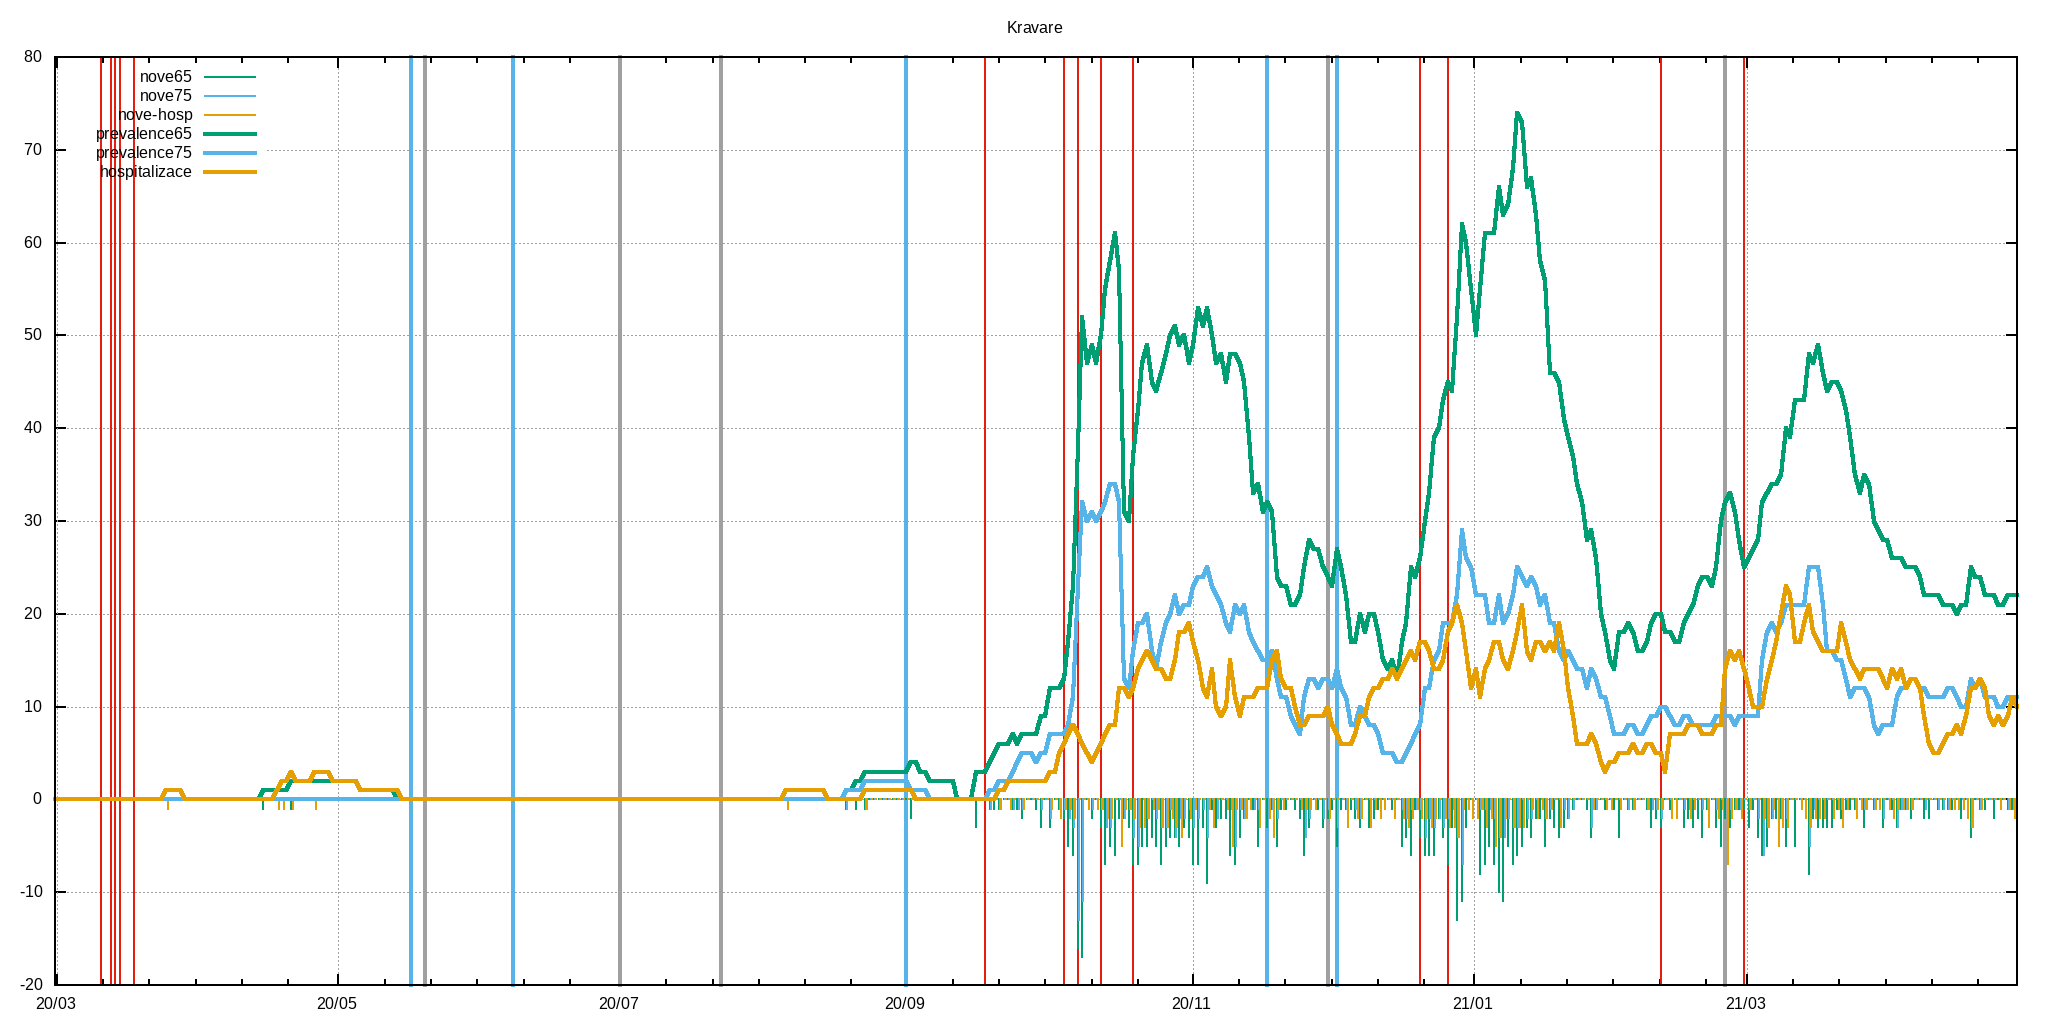 Kravare
80
70
60
50
40
30
20
10
0
-10
-20
nove65
nove75
nove-hosp
prevalence65
prevalence75
hospitalizace
20/03 20/05 20/07 20/09 20/11 21/01 21/03